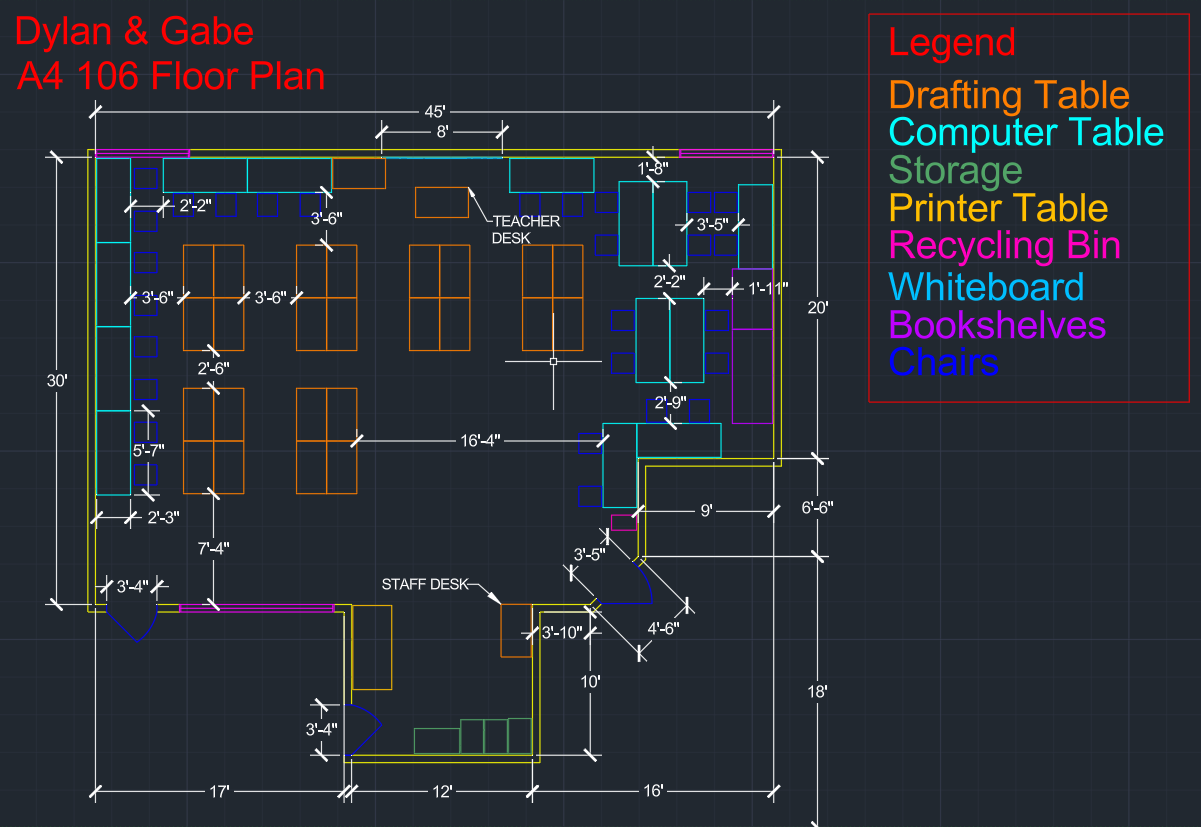 Dylan & Gabe
A4 106 Floor Plan
Legend
Drafting Table
Computer Table
Storage
Printer Table
Recycling Bin
Whiteboard
Bookshelves
Chairs
45'
8'
1'-8"
2'-2"
3'-6"
TEACHER
DESK
3'-5"
2'-2"
1'-11"
3'-6"
3'-6"
20'
2'-6"
30'
2'-9"
16'-4"
5'-7"
2'-3"
9'
6'-6"
7'-4"
3'-5"
3'-4"
STAFF DESK
3'-10"
4'-6"
10'
18'
3'-4"
17'
12'
16'